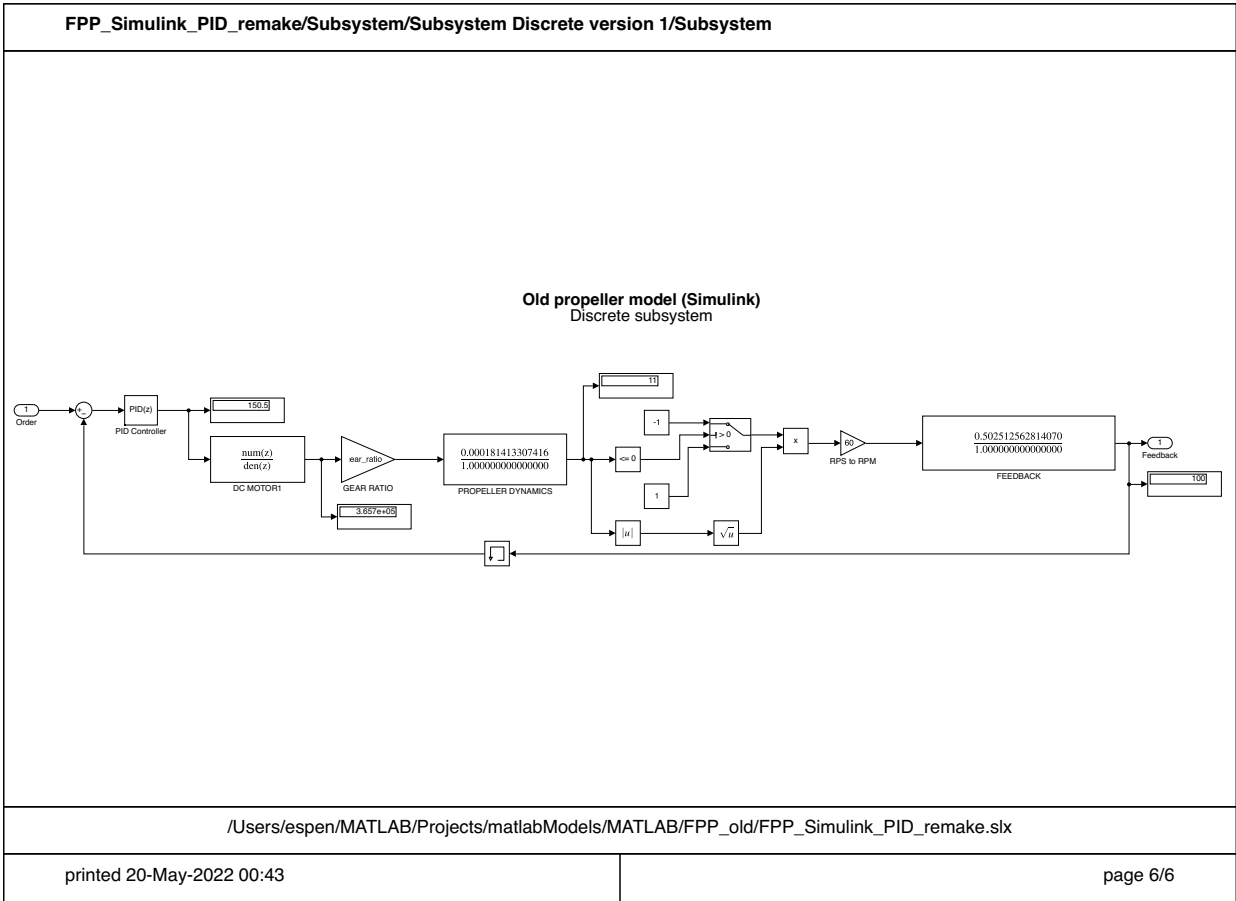 FPP_Simulink_PID_remake/Subsystem/Subsystem Discrete version 1/Subsystem
Old propeller model (Simulink)
Discrete subsystem
1
Order
+
−
PID(z)
PID Controller
150.5
num(z)
den(z)
DC MOTOR1
ear_ratio
GEAR RATIO
3.657e+05
0.000181413307416
1.000000000000000
PROPELLER DYNAMICS
11
-1
<= 0
1
> 0
|u|
√u
x
60
RPS to RPM
0.502512562814070
1.000000000000000
FEEDBACK
1
Feedback
100
/Users/espen/MATLAB/Projects/matlabModels/MATLAB/FPP_old/FPP_Simulink_PID_remake.slx
printed 20-May-2022 00:43
page 6/6